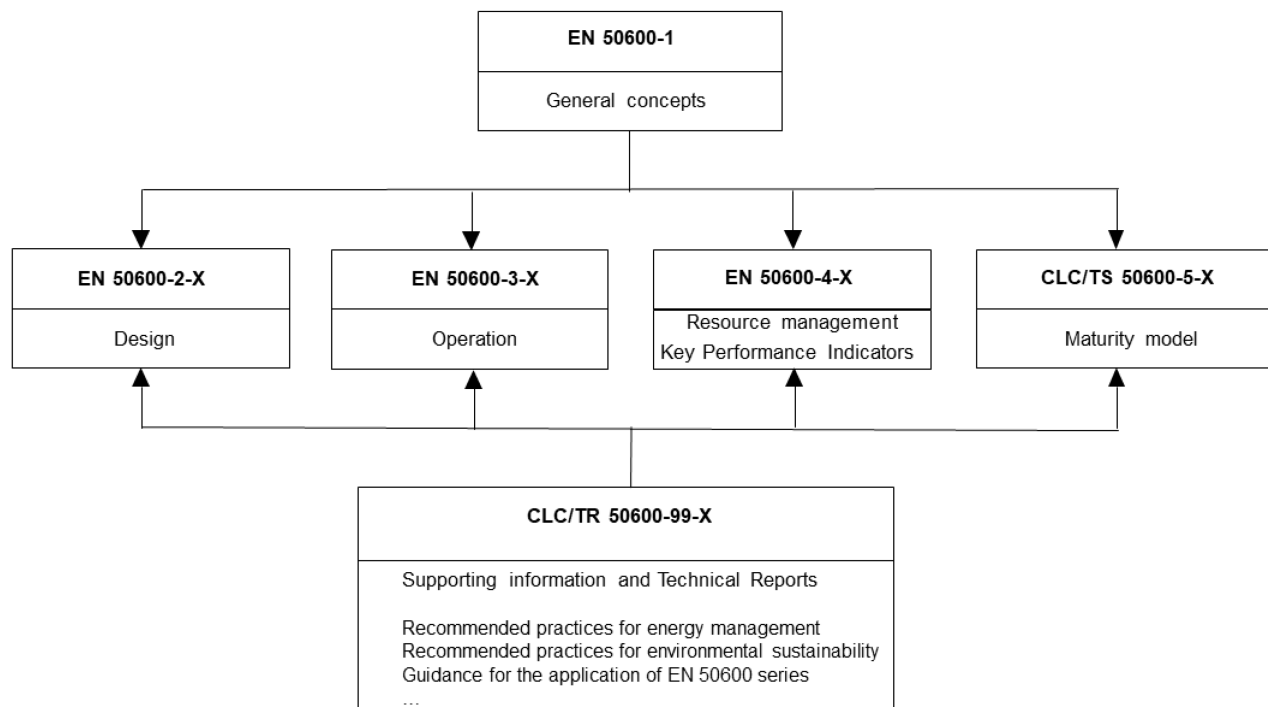 EN 50600-1
General concepts
EN 50600-2-X
Design
EN 50600-3-X
Operation
EN 50600-4-X
Resource management
Key Performance Indicators
CLC/TS 50600-5-X
Maturity model
CLC/TR 50600-99-X
Supporting information and Technical Reports
Recommended practices for energy management
Recommended practices for environmental sustainability
Guidance for the application of EN 50600 series
...